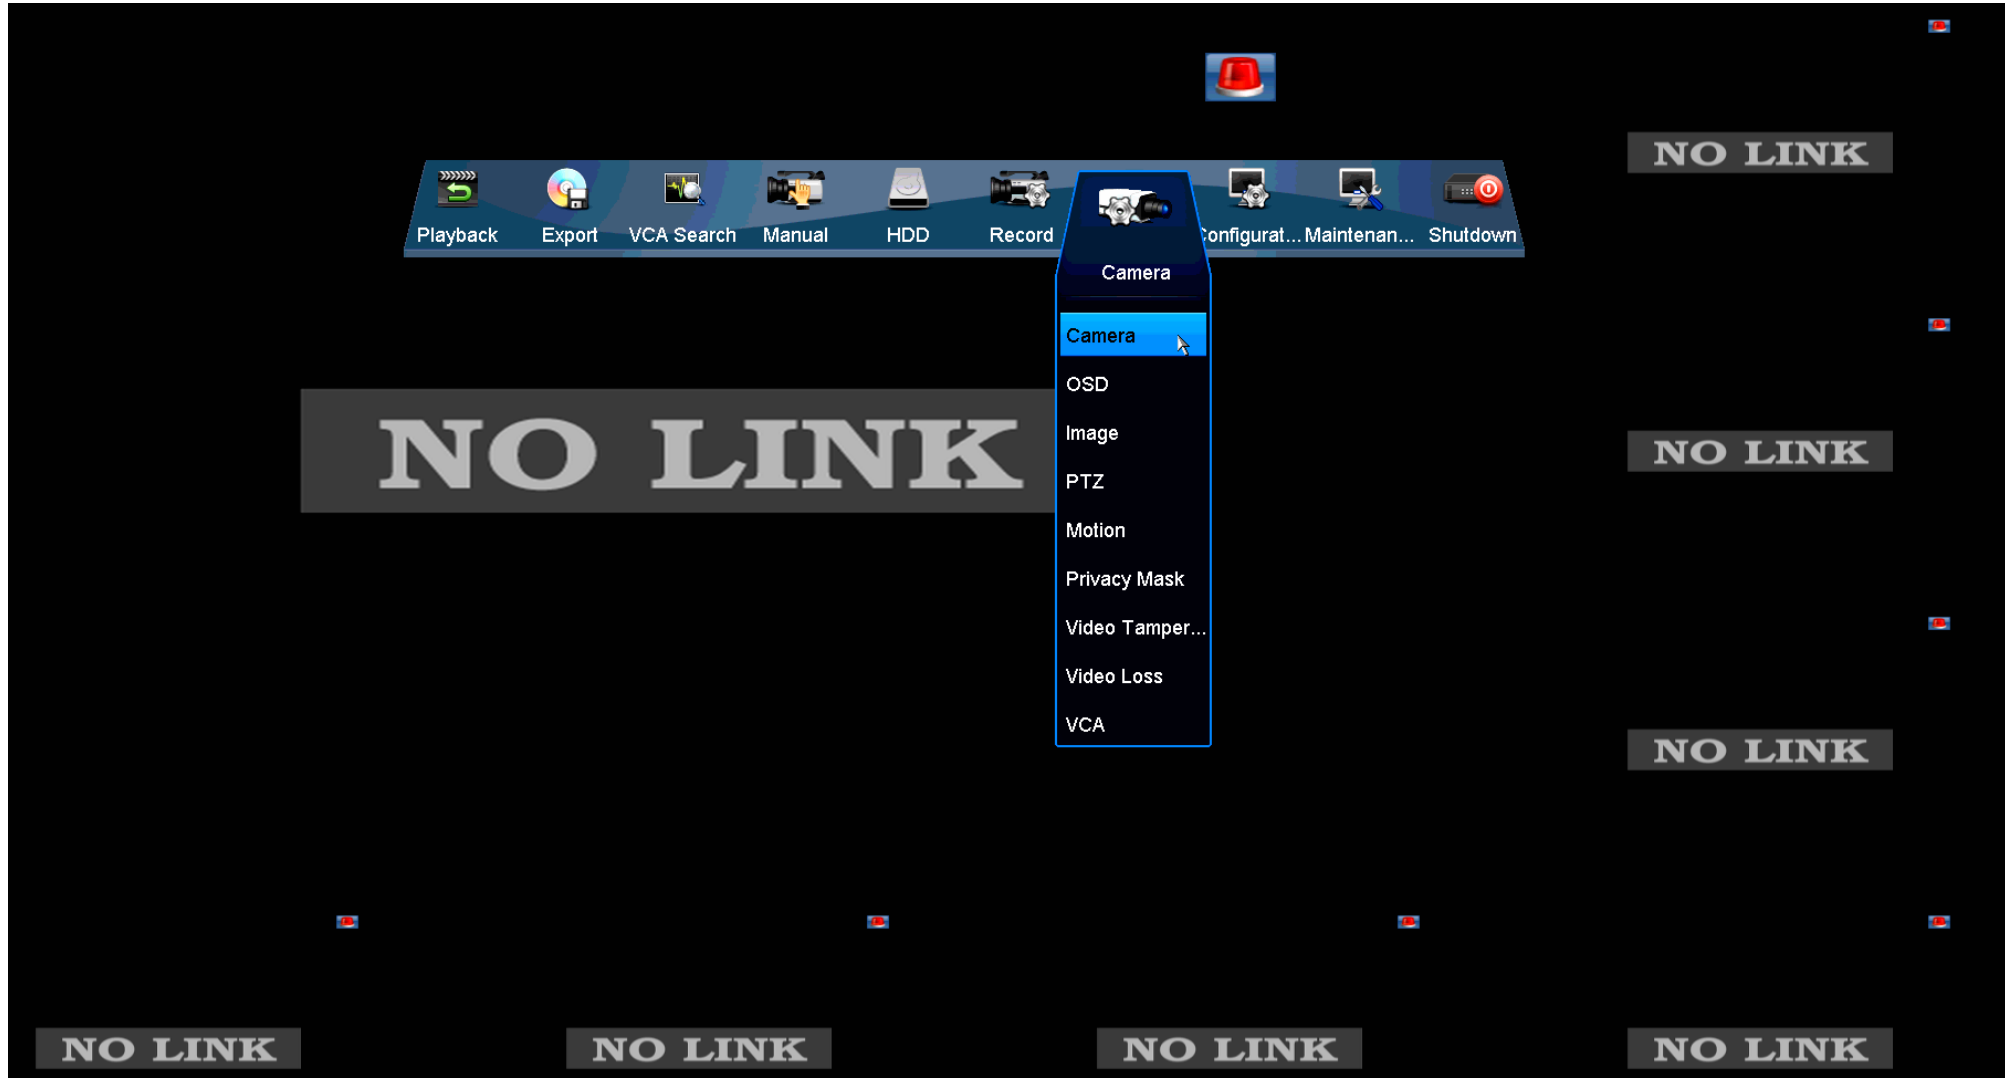 NO LINK
Playback Export VCA Search Manual HDD Record onfigurat... Maintenan... Shutdown
Camera
Camera
OSD
NO LINK
Image
NO LINK
PTZ
Motion
Privacy Mask
Video Tamper...
Video Loss
VCA
NO LINK
NO LINK NO LINK NO LINK NO LINK